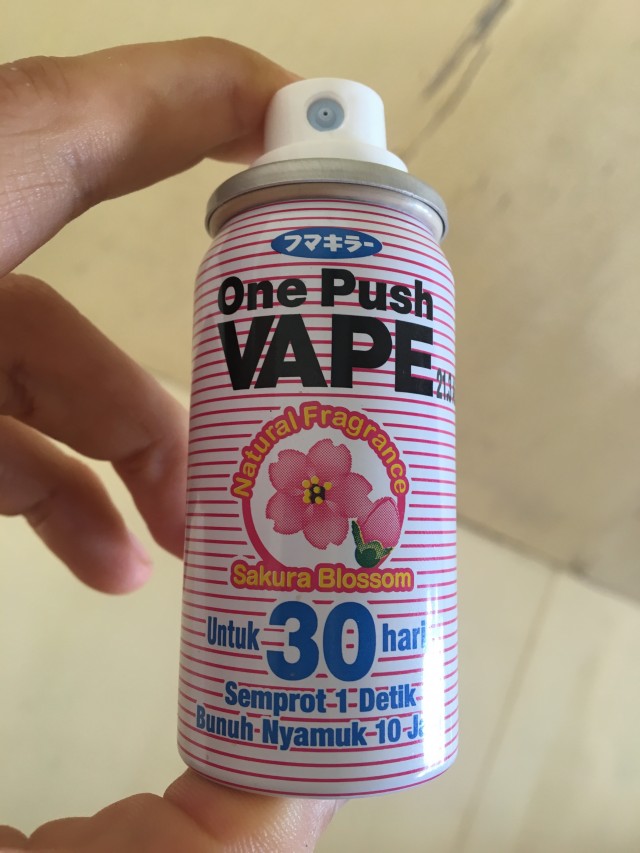 フマキラー
One Push
VAPE
Natural Fragrance
Sakura Blossom
Untuk 30 hari
Semprot 1 Detik
Bunuh Nyamuk 10